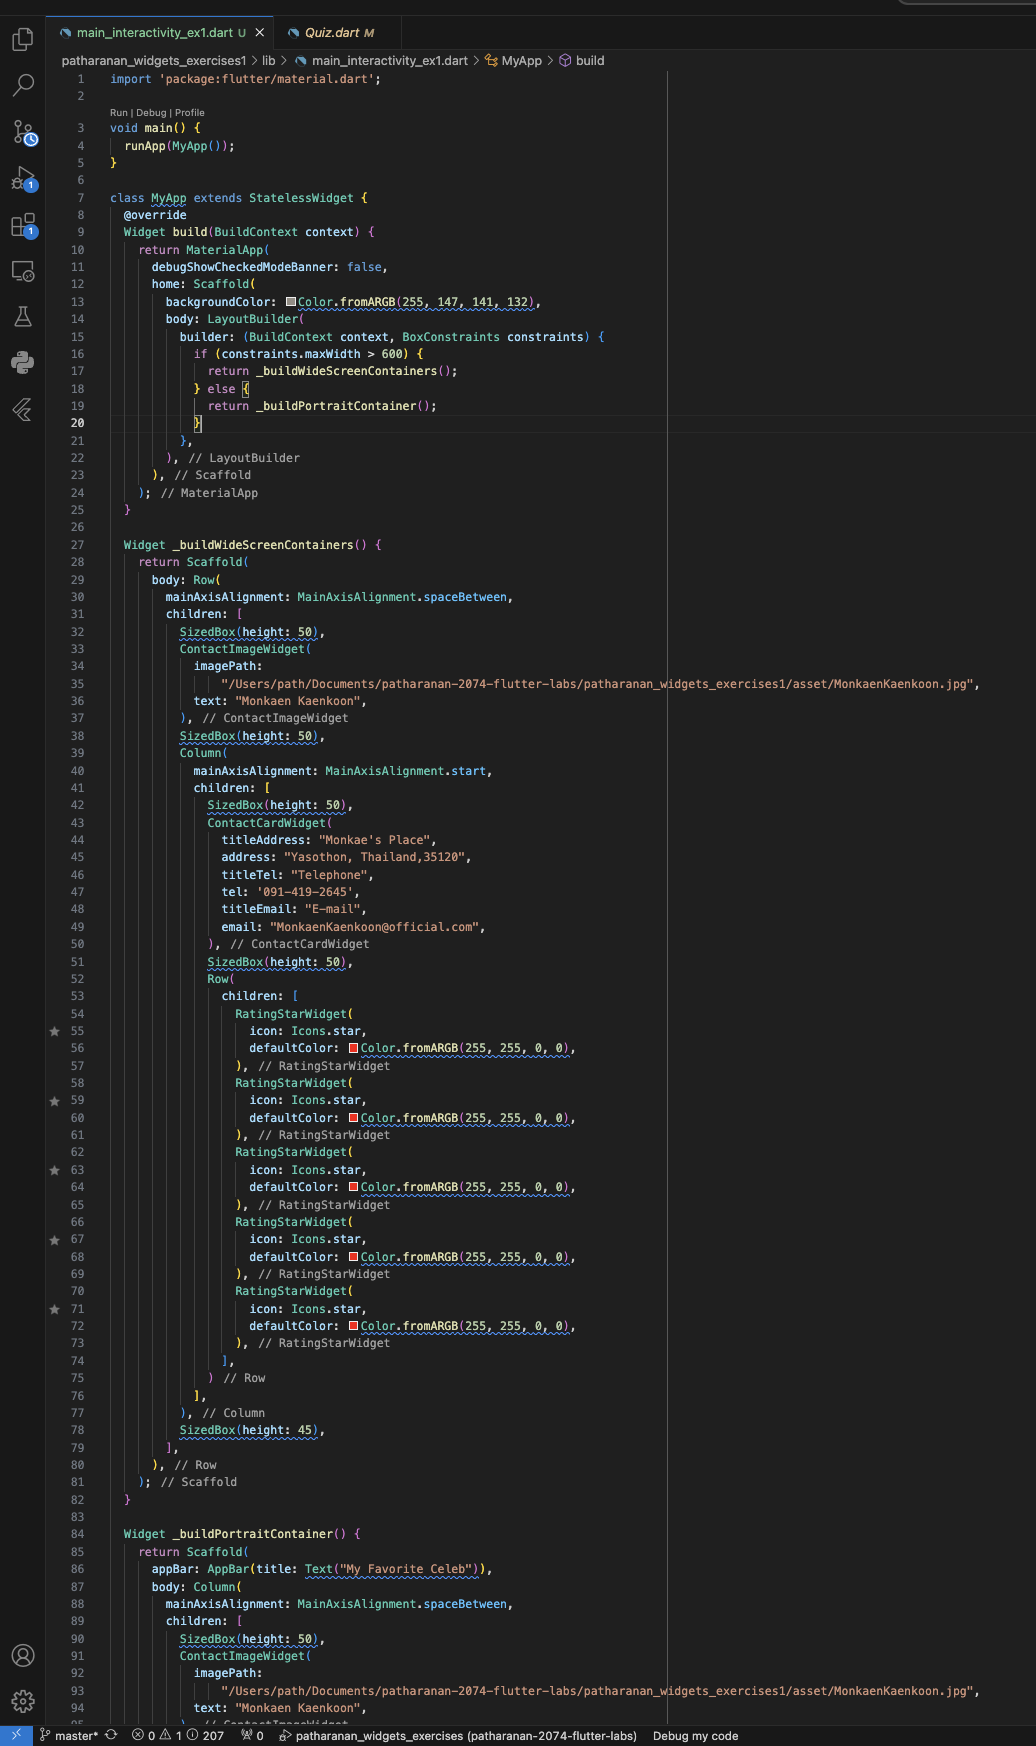 main_interactivity_ex1.dart U
Quiz.dart M
patharanan_widgets_exercises1 > lib > main_interactivity_ex1.dart > MyApp > build
1 import 'package:flutter/material.dart';
2
Run | Debug | Profile
3 void main() {
4 runApp(MyApp());
5 }
6
7 class MyApp extends StatelessWidget {
8 @override
9 Widget build(BuildContext context) {
10 return MaterialApp(
11 debugShowCheckedModeBanner: false,
12 home: Scaffold(
13 backgroundColor: Color.fromARGB(255, 147, 141, 132),
14 body: LayoutBuilder(
15 builder: (BuildContext context, BoxConstraints constraints) {
16 if (constraints.maxWidth > 600) {
17 return _buildWideScreenContainers();
18 } else {
19 return _buildPortraitContainer();
20 }
21 },
22 ), // LayoutBuilder
23 ), // Scaffold
24 ); // MaterialApp
25 }
26
27 Widget _buildWideScreenContainers() {
28 return Scaffold(
29 body: Row(
30 mainAxisAlignment: MainAxisAlignment.spaceBetween,
31 children: [
32 SizedBox(height: 50),
33 ContactImageWidget(
34 imagePath:
35 "/Users/path/Documents/patharanan-2074-flutter-labs/patharanan_widgets_exercises1/asset/MonkaenKaenkoon.jpg",
36 text: "Monkaen Kaenkoon",
37 ), // ContactImageWidget
38 SizedBox(height: 50),
39 Column(
40 mainAxisAlignment: MainAxisAlignment.start,
41 children: [
42 SizedBox(height: 50),
43 ContactCardWidget(
44 titleAddress: "Monkae's Place",
45 address: "Yasothon, Thailand,35120",
46 titleTel: "Telephone",
47 tel: '091-419-2645',
48 titleEmail: "E-mail",
49 email: "MonkaenKaenkoon@official.com",
50 ), // ContactCardWidget
51 SizedBox(height: 50),
52 Row(
53 children: [
54 RatingStarWidget(
55 icon: Icons.star,
56 defaultColor: Color.fromARGB(255, 255, 0, 0),
57 ), // RatingStarWidget
58 RatingStarWidget(
59 icon: Icons.star,
60 defaultColor: Color.fromARGB(255, 255, 0, 0),
61 ), // RatingStarWidget
62 RatingStarWidget(
63 icon: Icons.star,
64 defaultColor: Color.fromARGB(255, 255, 0, 0),
65 ), // RatingStarWidget
66 RatingStarWidget(
67 icon: Icons.star,
68 defaultColor: Color.fromARGB(255, 255, 0, 0),
69 ), // RatingStarWidget
70 RatingStarWidget(
71 icon: Icons.star,
72 defaultColor: Color.fromARGB(255, 255, 0, 0),
73 ), // RatingStarWidget
74 ],
75 ) // Row
76 ],
77 ), // Column
78 SizedBox(height: 45),
79 ],
80 ), // Row
81 ); // Scaffold
82 }
83
84 Widget _buildPortraitContainer() {
85 return Scaffold(
86 appBar: AppBar(title: Text("My Favorite Celeb")),
87 body: Column(
88 mainAxisAlignment: MainAxisAlignment.spaceBetween,
89 children: [
90 SizedBox(height: 50),
91 ContactImageWidget(
92 imagePath:
93 "/Users/path/Documents/patharanan-2074-flutter-labs/patharanan_widgets_exercises1/asset/MonkaenKaenkoon.jpg",
94 text: "Monkaen Kaenkoon",
95 ), // ContactImageWidget
1
1
master* 0 1 207 0 patharanan_widgets_exercises (patharanan-2074-flutter-labs) Debug my code